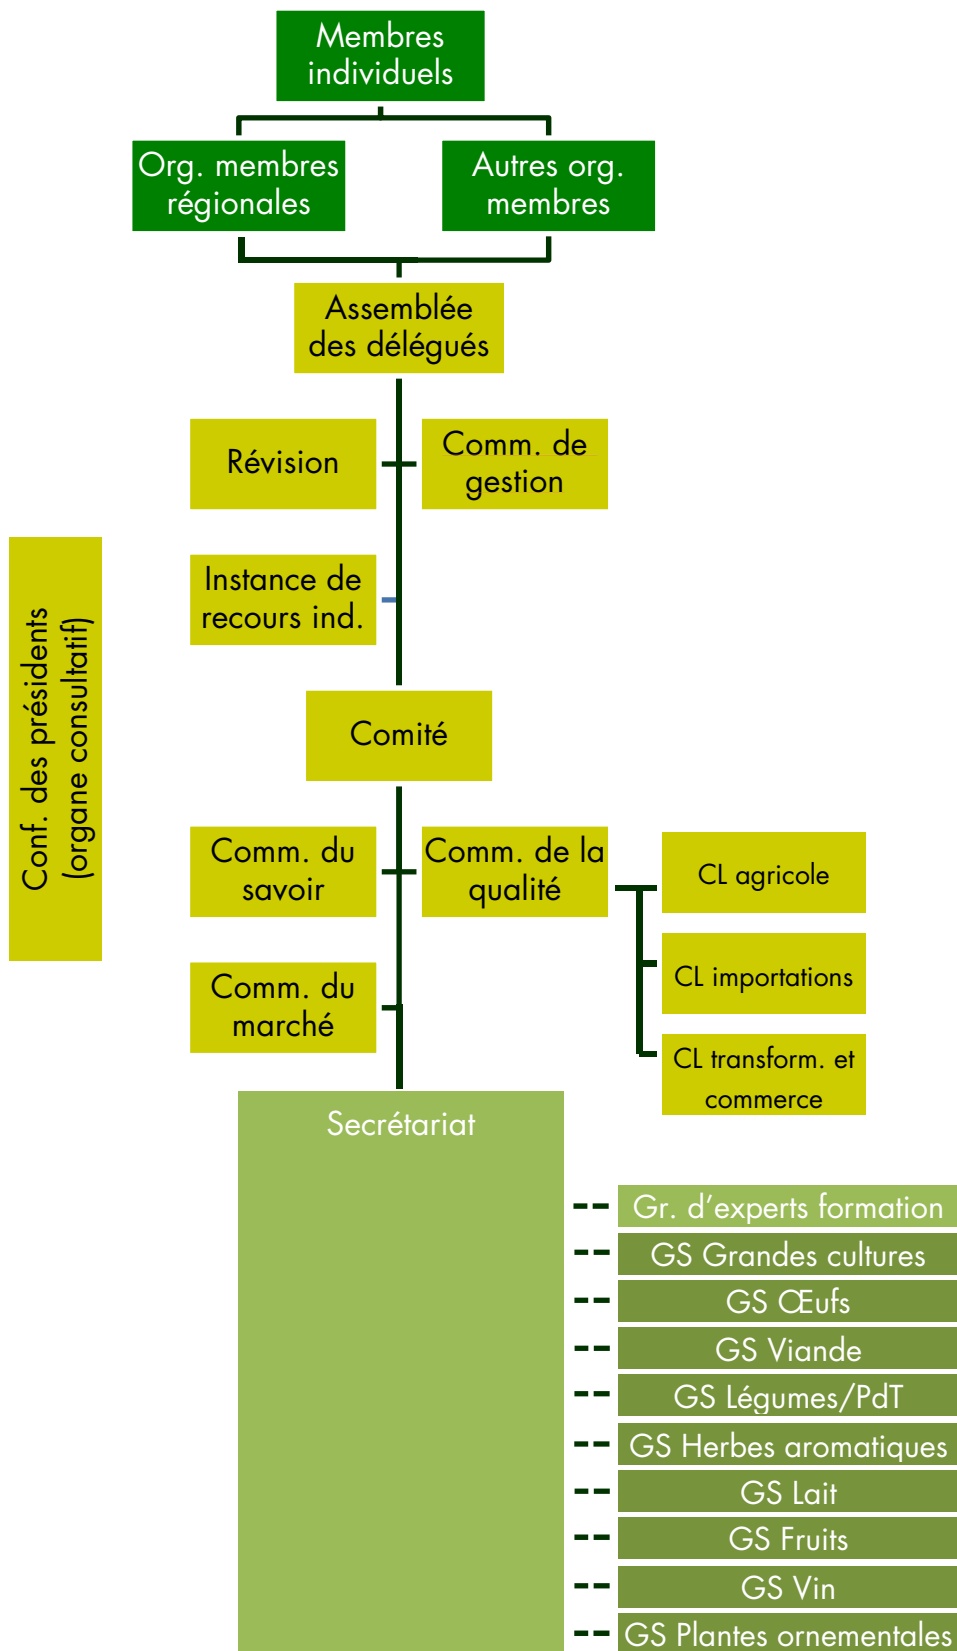 Membres
individuels
Org. membres
régionales
Autres org.
membres
Assemblée
des délégués
Révision
Comm. de
gestion
Instance de
recours ind.
Conf. des présidents
(organe consultatif)
Comité
Comm. du
savoir
Comm. de la
qualité
CL agricole
CL importations
Comm. du
marché
CL transform. et
commerce
Secrétariat
Gr. d’experts formation
GS Grandes cultures
GS Œufs
GS Viande
GS Légumes/PdT
GS Herbes aromatiques
GS Lait
GS Fruits
GS Vin
GS Plantes ornementales